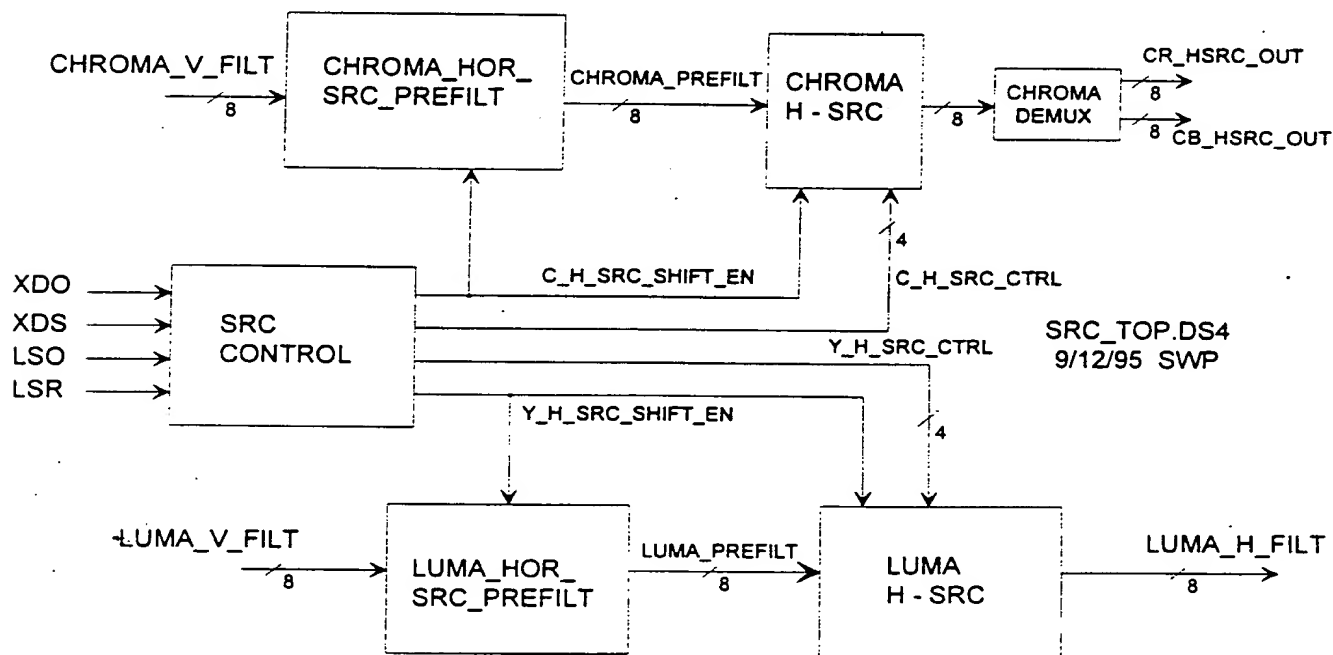 CHROMA_V_FILT
8
CHROMA_HOR_
SRC_PREFILT
CHROMA_PREFILT
8
CHROMA
H - SRC
8
CHROMA
DEMUX
CR_HSRC_OUT
8
8
CB_HSRC_OUT
4
C_H_SRC_SHIFT_EN
C_H_SRC_CTRL
XDO
XDS
LSO
LSR
SRC
CONTROL
Y_H_SRC_CTRL
SRC_TOP.DS4
9/12/95 SWP
Y_H_SRC_SHIFT_EN
4
LUMA_V_FILT
8
LUMA_HOR_
SRC_PREFILT
LUMA_PREFILT
8
LUMA
H - SRC
LUMA_H_FILT
8